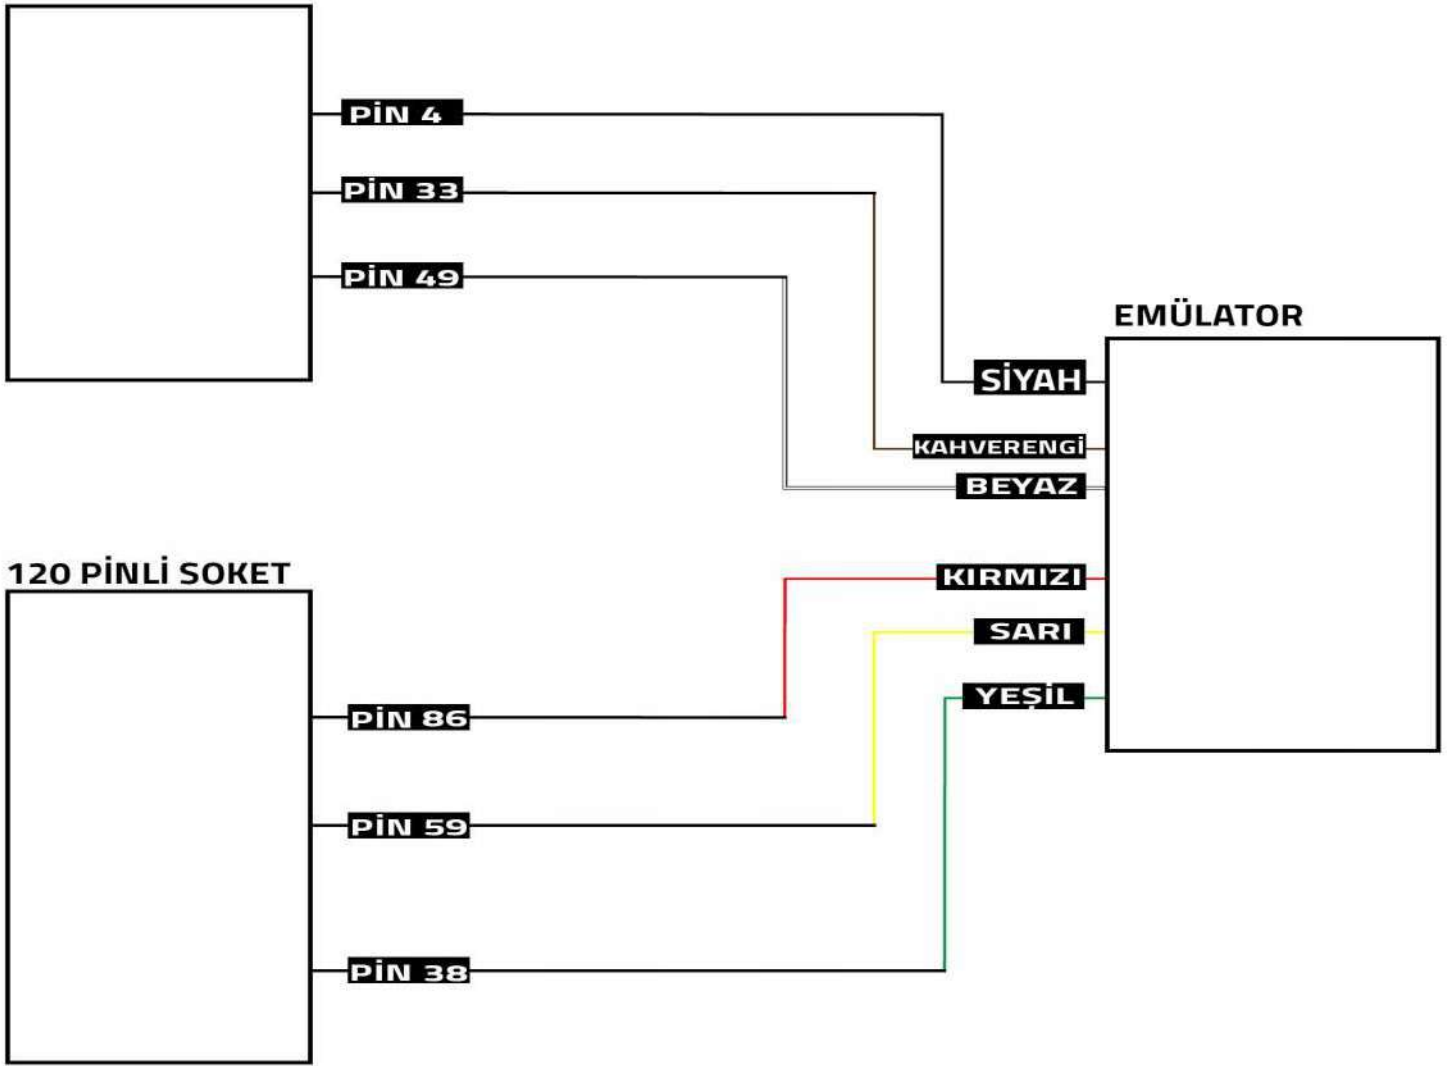 PİN 4
PİN 33
PİN 49
EMÜLATOR
SİYAH
KAHVERENGİ
BEYAZ
120 PİNLİ SOKET
KIRMIZI
SARI
YEŞİL
PİN 86
PİN 59
PİN 38